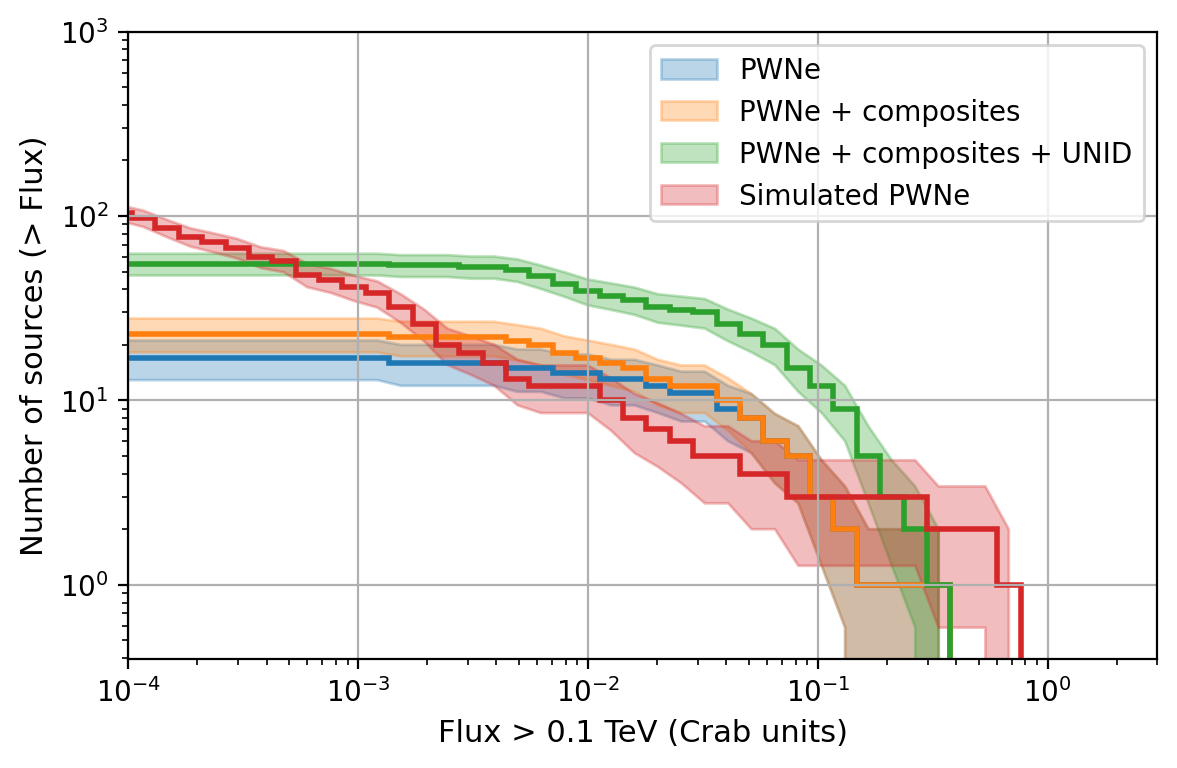 10³
10²
10¹
10⁰
Number of sources (> Flux)
PWNe
PWNe + composites
PWNe + composites + UNID
Simulated PWNe
10⁻⁴
10⁻³
10⁻²
10⁻¹
10⁰
Flux > 0.1 TeV (Crab units)